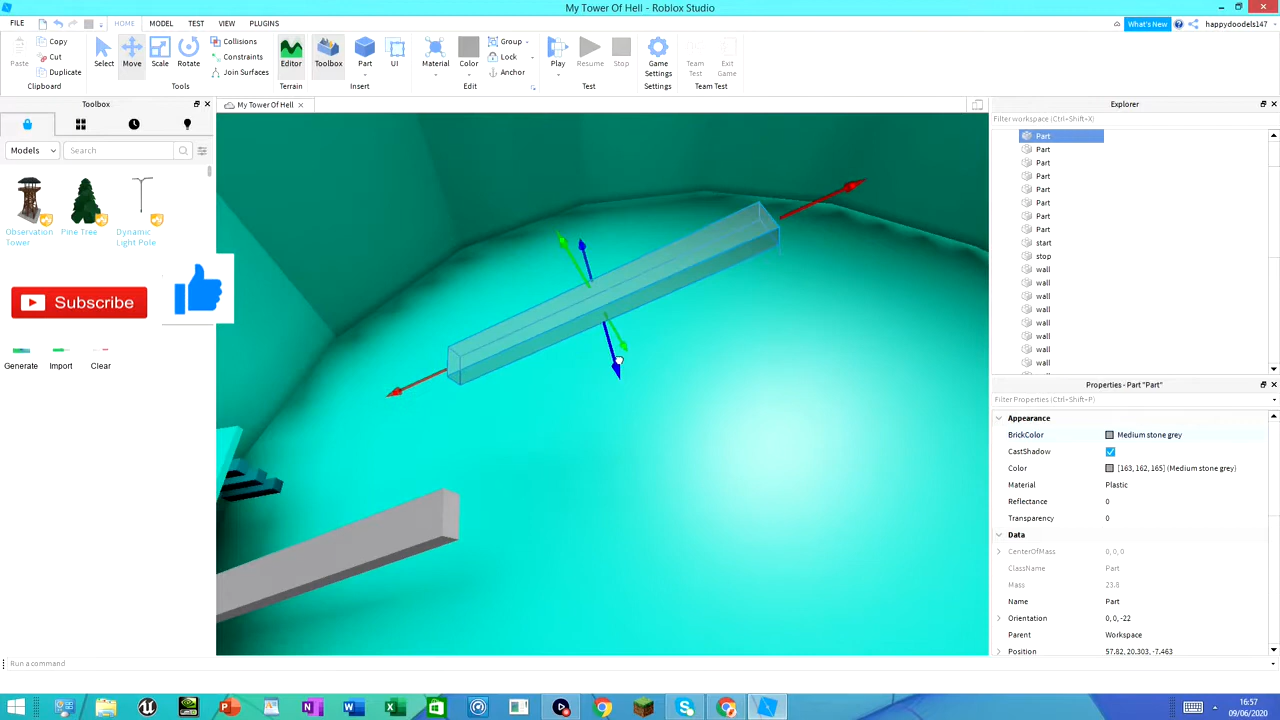 My Tower Of Hell - Roblox Studio
FILE HOME MODEL TEST VIEW PLUGINS
What's New happydoodels147
Copy Collisions Group
Cut Constraints Lock
Paste Duplicate Select Move Scale Rotate Join Surfaces Editor Toolbox Part UI Material Color Anchor Play Resume Stop Game Settings Team Test Exit Game
Clipboard Tools Terrain Insert Edit Test Settings Team Test
Toolbox
My Tower Of Hell
Explorer
Filter workspace (Ctrl+Shift+X)
Models Search
Observation Tower
Pine Tree
Dynamic Light Pole
Subscribe
Generate Import Clear
Part
Part
Part
Part
Part
Part
Part
Part
start
stop
wall
wall
wall
wall
wall
wall
wall
wall
Properties - Part "Part"
Filter Properties (Ctrl+Shift+P)
Appearance
BrickColor Medium stone grey
CastShadow
Color [163, 162, 165] (Medium stone grey)
Material Plastic
Reflectance 0
Transparency 0
Data
CenterOfMass 0, 0, 0
ClassName Part
Mass 23.8
Name Part
Orientation 0, 0, -22
Parent Workspace
Position 57.82, 20.303, -7.463
Run a command
16:57
09/06/2020